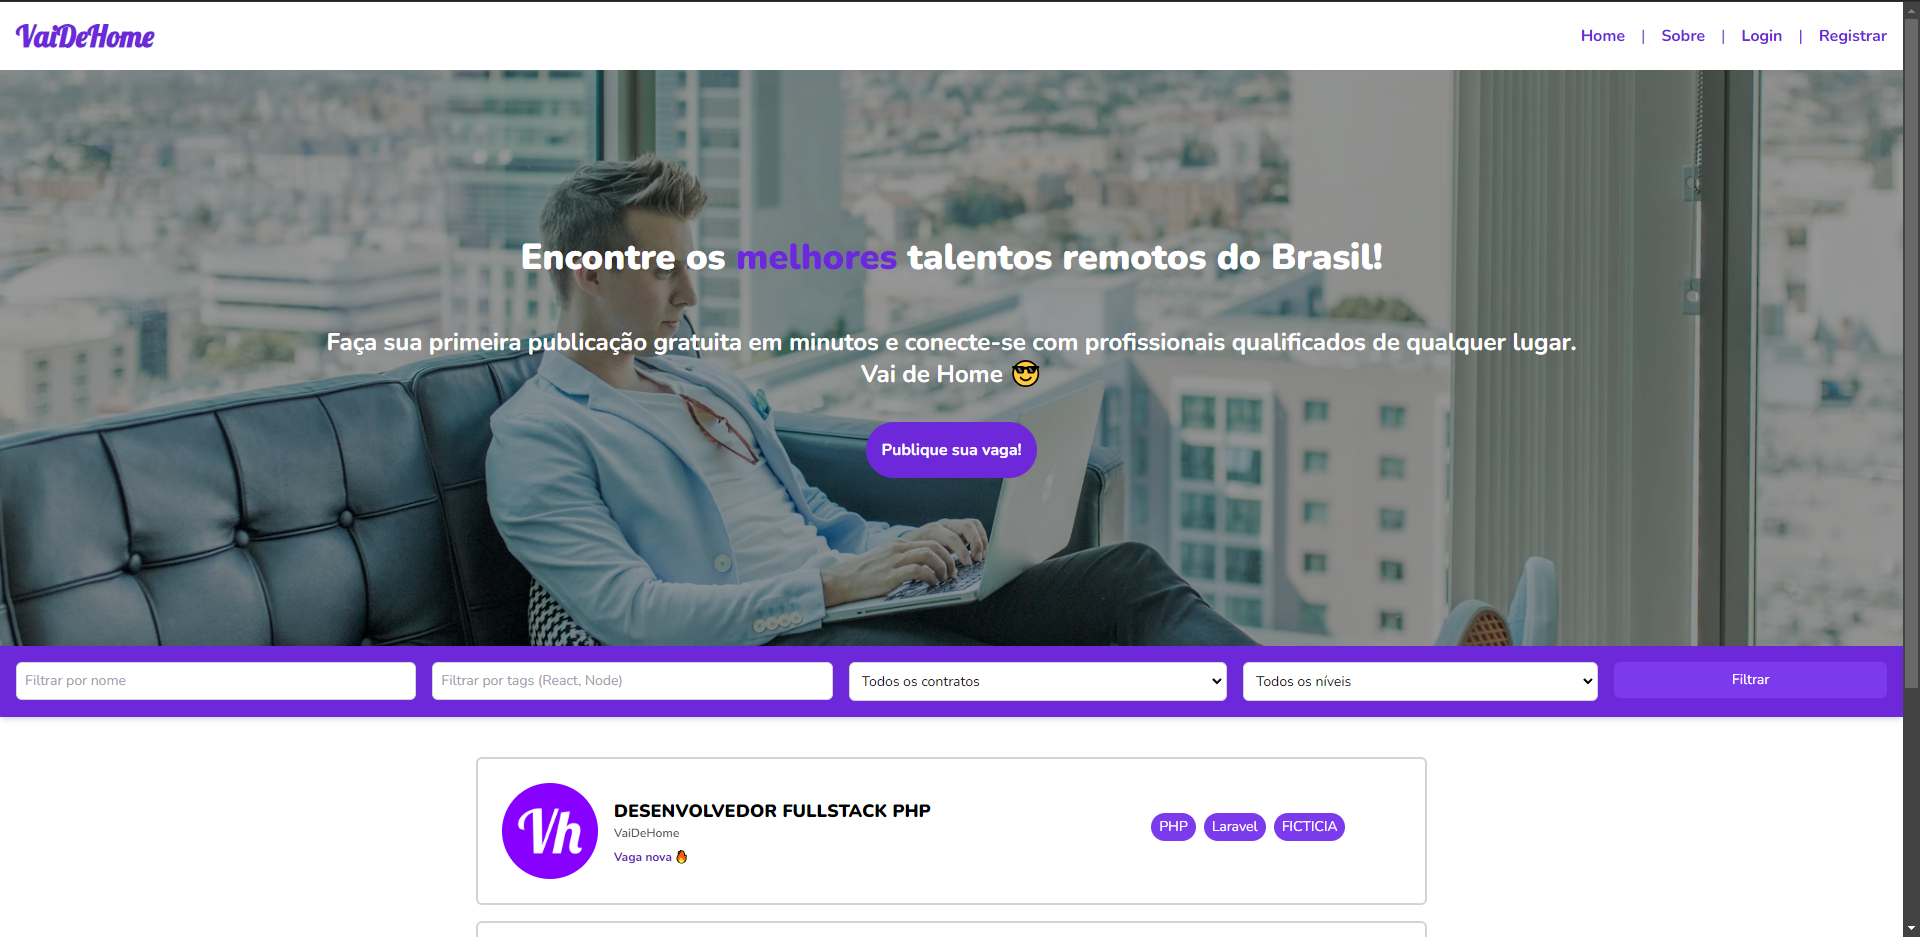 VaiDeHome
Home | Sobre | Login | Registrar
Encontre os melhores talentos remotos do Brasil!
Faça sua primeira publicação gratuita em minutos e conecte-se com profissionais qualificados de qualquer lugar.
Vai de Home 😎
Publique sua vaga!
Filtrar por nome
Filtrar por tags (React, Node)
Todos os contratos
Todos os níveis
Filtrar
Vh
DESENVOLVEDOR FULLSTACK PHP
VaiDeHome
Vaga nova 🔥
PHP
Laravel
FICTICIA